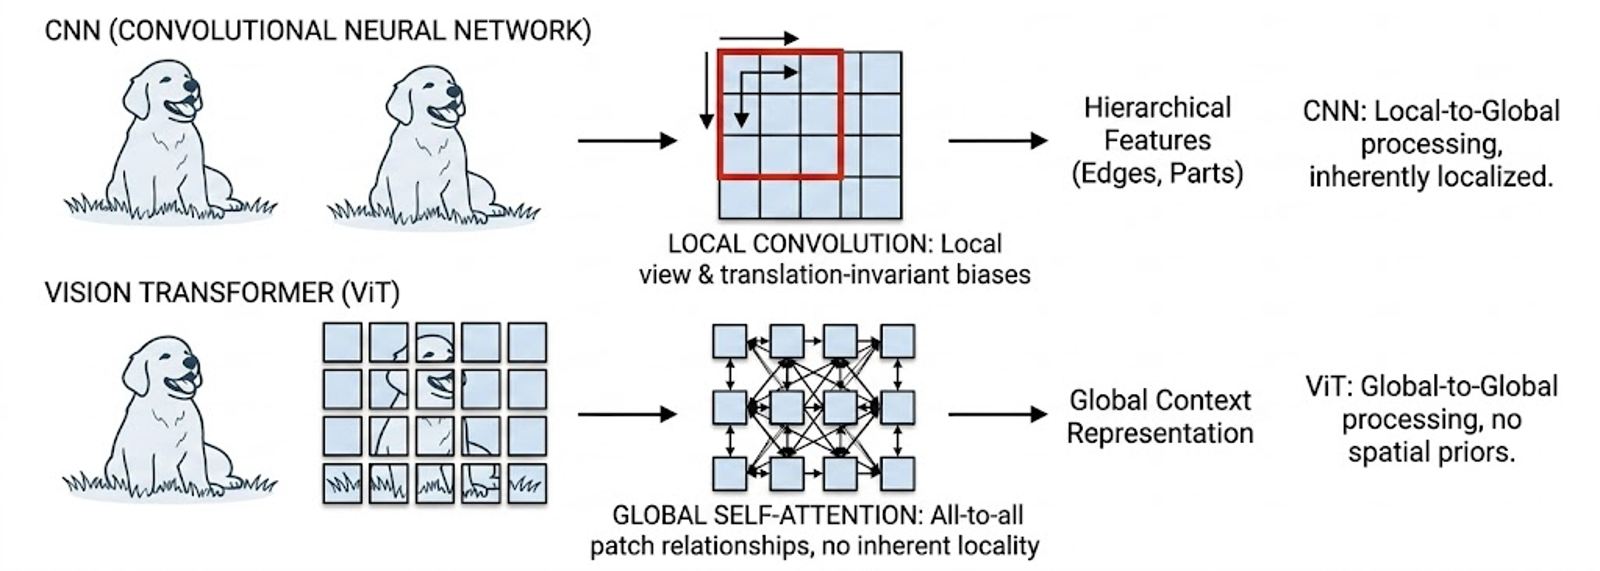 CNN (CONVOLUTIONAL NEURAL NETWORK)
LOCAL CONVOLUTION: Local
view & translation-invariant biases
Hierarchical
Features
(Edges, Parts)
CNN: Local-to-Global
processing,
inherently localized.
VISION TRANSFORMER (ViT)
GLOBAL SELF-ATTENTION: All-to-all
patch relationships, no inherent locality
Global Context
Representation
ViT: Global-to-Global
processing, no
spatial priors.